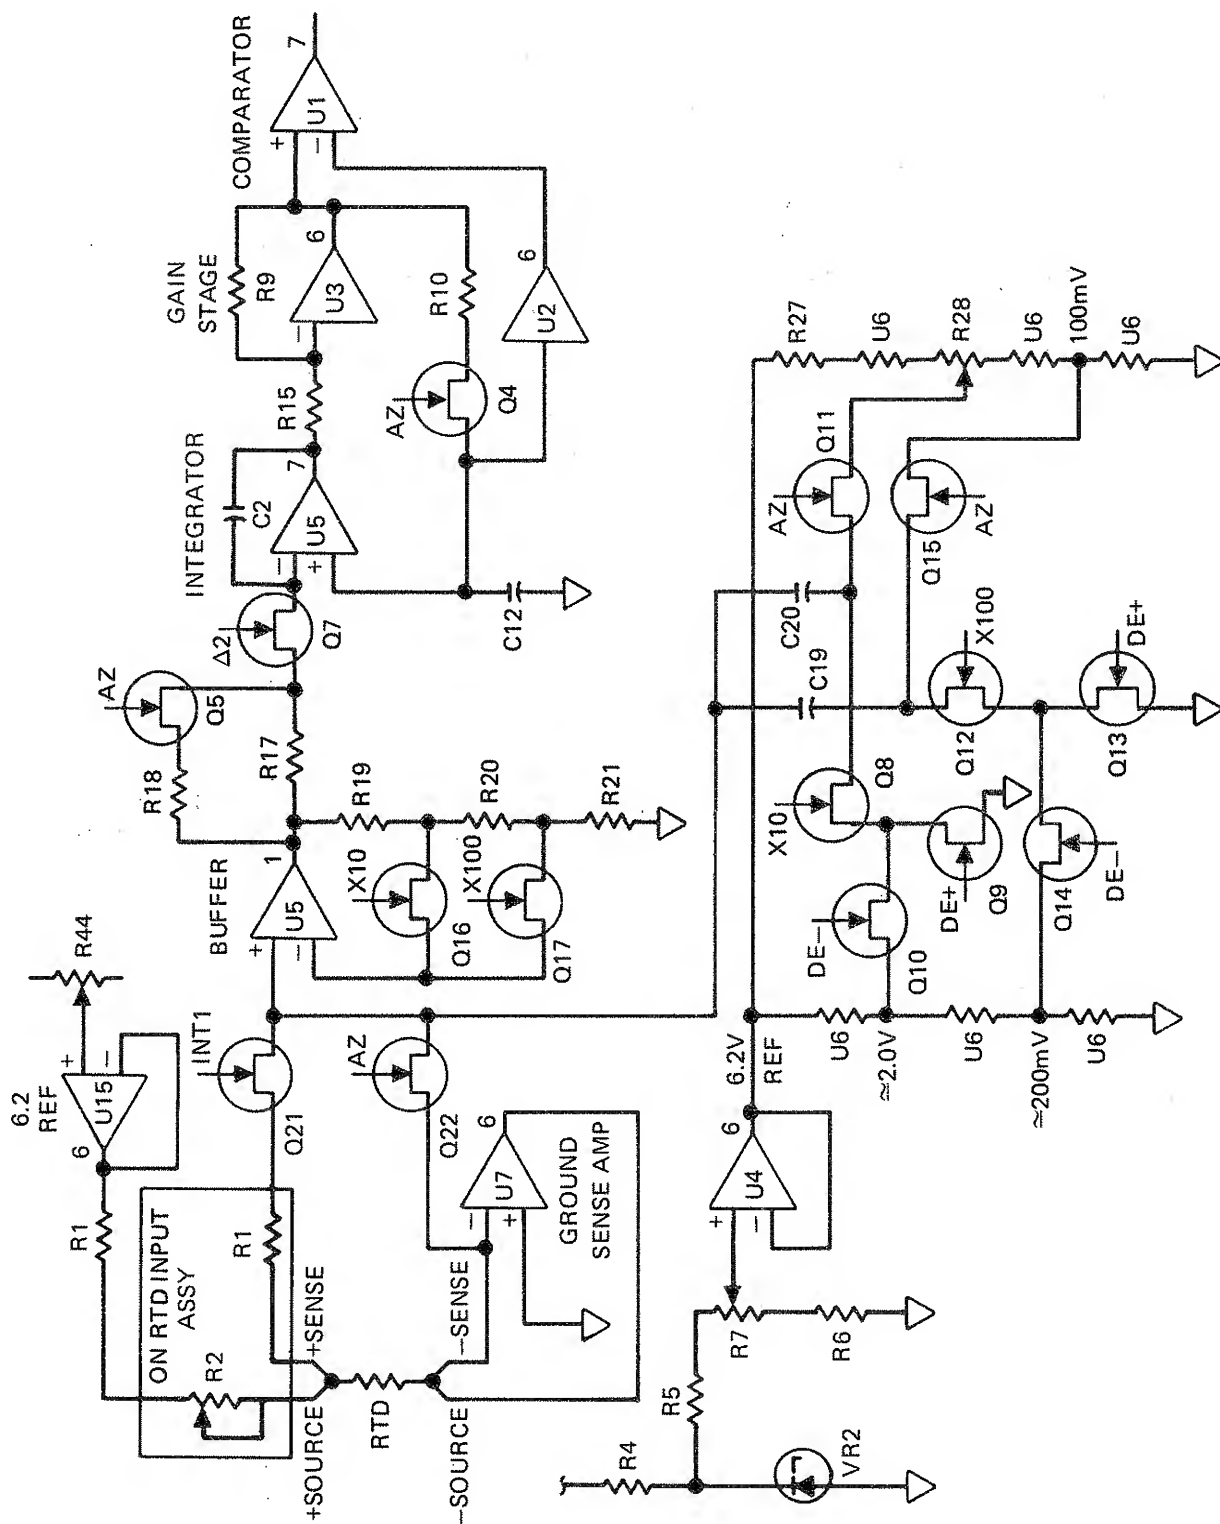 6.2
REF
U15
+
−
6
R44
R1
ON RTD INPUT
ASSY
R2
R1
+SOURCE
+SENSE
RTD
−SOURCE
−SENSE
INT1
Q21
AZ
Q22
U7
−
+
6
GROUND
SENSE AMP
BUFFER
U5
+
−
1
R18
AZ
Q5
R17
R19
X10
Q16
R20
X100
Q17
R21
Δ2
Q7
INTEGRATOR
C2
U5
−
+
7
C12
R15
GAIN
STAGE
R9
U3
−
6
AZ
Q4
R10
U2
6
COMPARATOR
U1
+
−
7
R4
VR2
R5
R7
R6
U4
+
−
6
6.2V
REF
U6
≃2.0V
U6
≃200mV
U6
DE−
Q10
X10
Q8
DE+
Q9
Q14
DE−
C20
C19
Q12
X100
Q13
DE+
AZ
Q11
Q15
AZ
R27
U6
R28
U6
100mV
U6